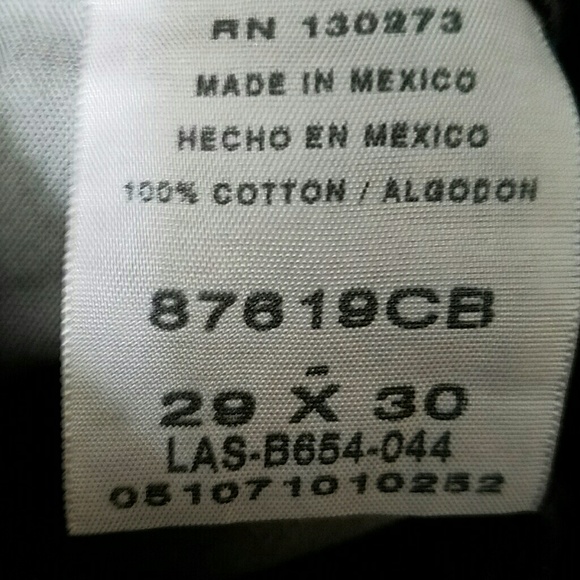 RN 130273
MADE IN MEXICO
HECHO EN MEXICO
100% COTTON / ALGODON
87619CB
29 X 30
LAS-B654-044
051071010252